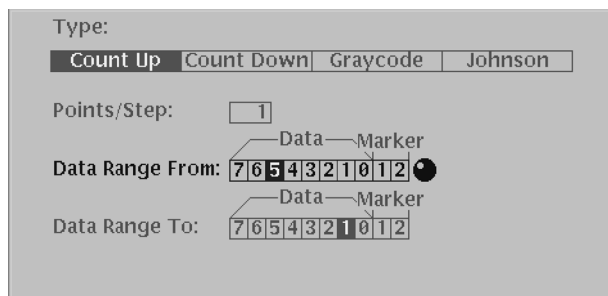 Type:
Count Up Count Down Graycode Johnson
Points/Step: 1
Data Marker
Data Range From: 7 6 5 4 3 2 1 0 1 2
Data Marker
Data Range To: 7 6 5 4 3 2 1 0 1 2